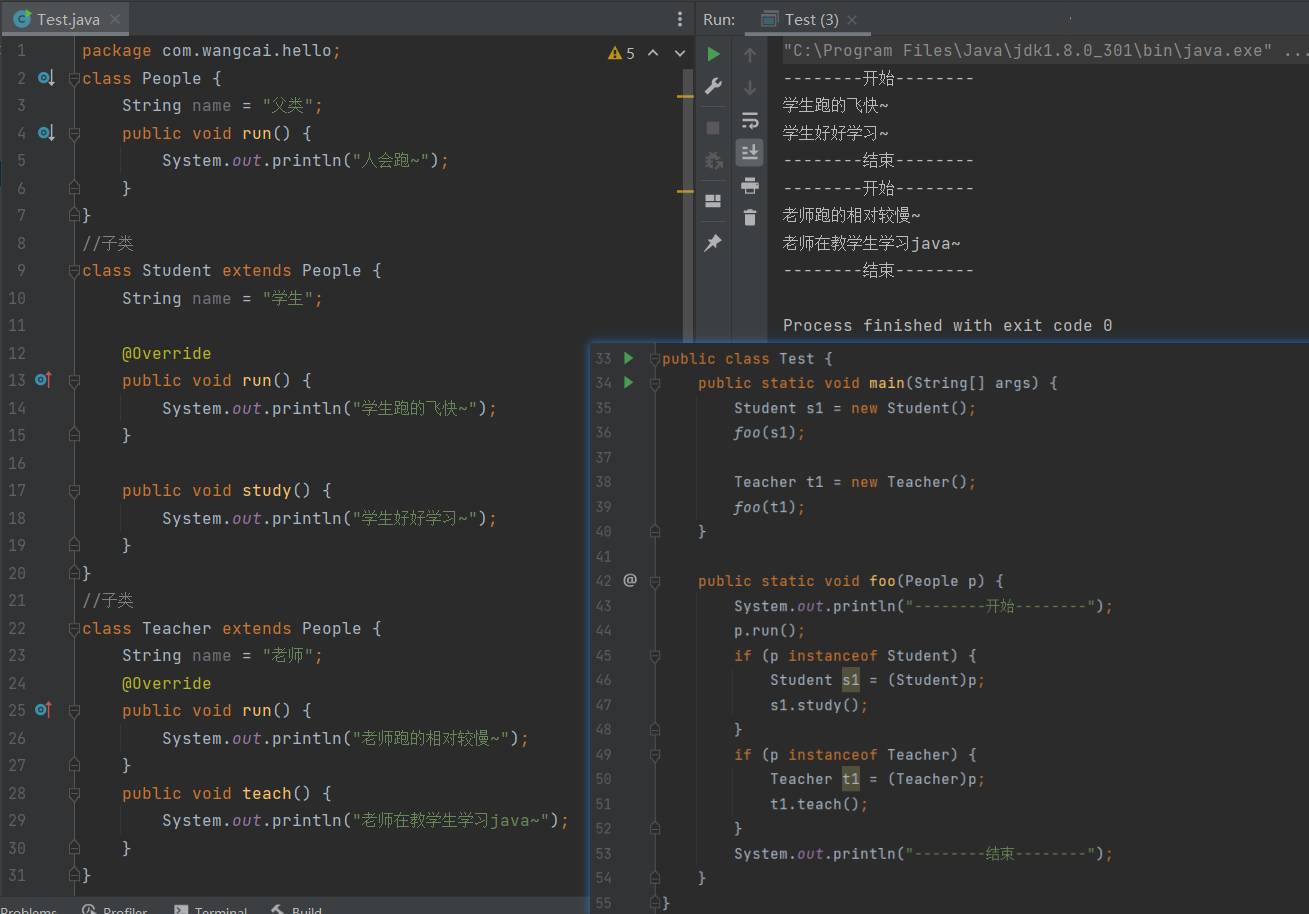 Test.java
5
1 package com.wangcai.hello;
2 class People {
3 String name = "父类";
4 public void run() {
5 System.out.println("人会跑~");
6 }
7 }
8 //子类
9 class Student extends People {
10 String name = "学生";
11
12 @Override
13 public void run() {
14 System.out.println("学生跑的飞快~");
15 }
16
17 public void study() {
18 System.out.println("学生好好学习~");
19 }
20 }
21 //子类
22 class Teacher extends People {
23 String name = "老师";
24 @Override
25 public void run() {
26 System.out.println("老师跑的相对较慢~");
27 }
28 public void teach() {
29 System.out.println("老师在教学生学习java~");
30 }
31 }
Run: Test (3)
"C:\Program Files\Java\jdk1.8.0_301\bin\java.exe" ...
--------开始--------
学生跑的飞快~
学生好好学习~
--------结束--------
--------开始--------
老师跑的相对较慢~
老师在教学生学习java~
--------结束--------
Process finished with exit code 0
33 public class Test {
34 public static void main(String[] args) {
35 Student s1 = new Student();
36 foo(s1);
37
38 Teacher t1 = new Teacher();
39 foo(t1);
40 }
41
42 @ public static void foo(People p) {
43 System.out.println("--------开始--------");
44 p.run();
45 if (p instanceof Student) {
46 Student s1 = (Student)p;
47 s1.study();
48 }
49 if (p instanceof Teacher) {
50 Teacher t1 = (Teacher)p;
51 t1.teach();
52 }
53 System.out.println("--------结束--------");
54 }
55 }
Problems Profiler Terminal Build